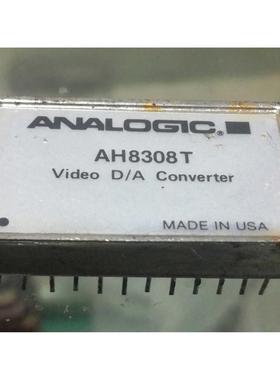 ANALOGIC.
AH8308T
Video D/A Converter
MADE IN USA